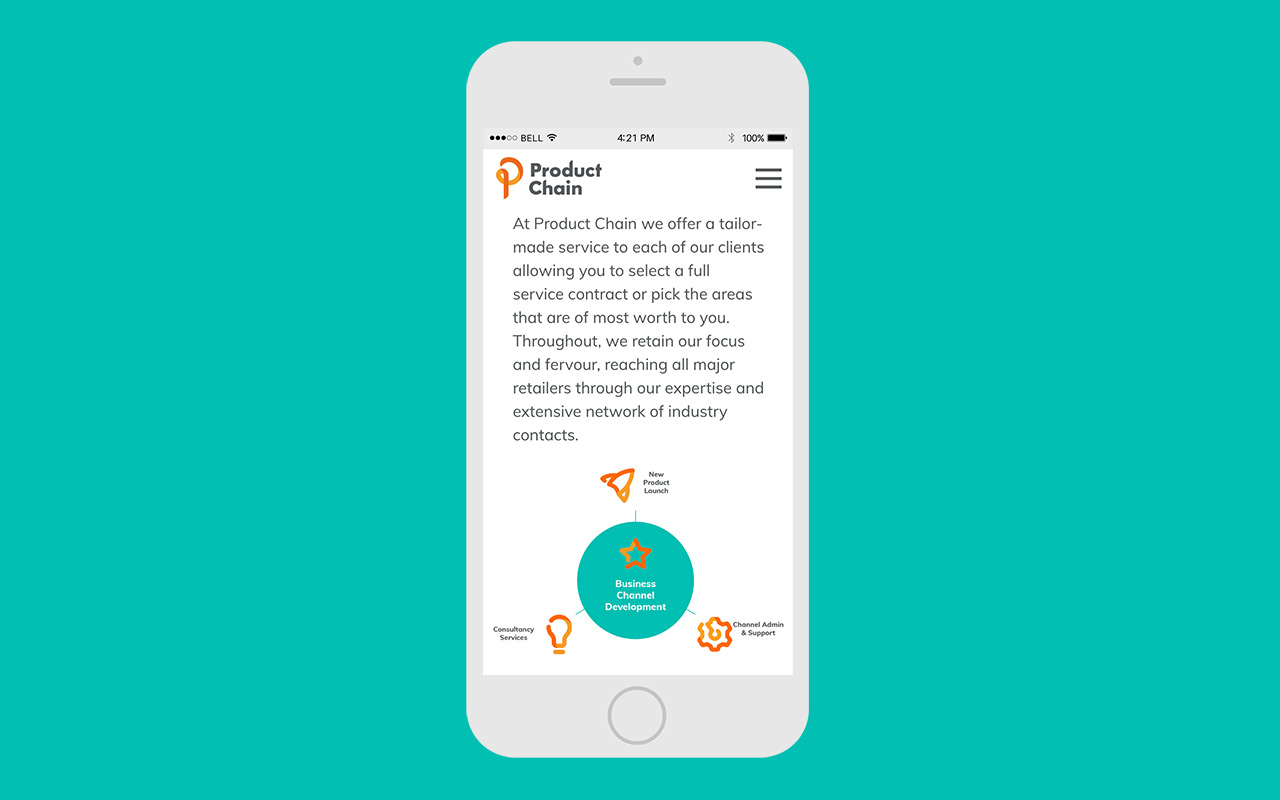 BELL 4:21 PM 100%
Product
Chain
At Product Chain we offer a tailor-
made service to each of our clients
allowing you to select a full
service contract or pick the areas
that are of most worth to you.
Throughout, we retain our focus
and fervour, reaching all major
retailers through our expertise and
extensive network of industry
contacts.
New
Product
Launch
Business
Channel
Development
Consultancy
Services
Channel Admin
& Support